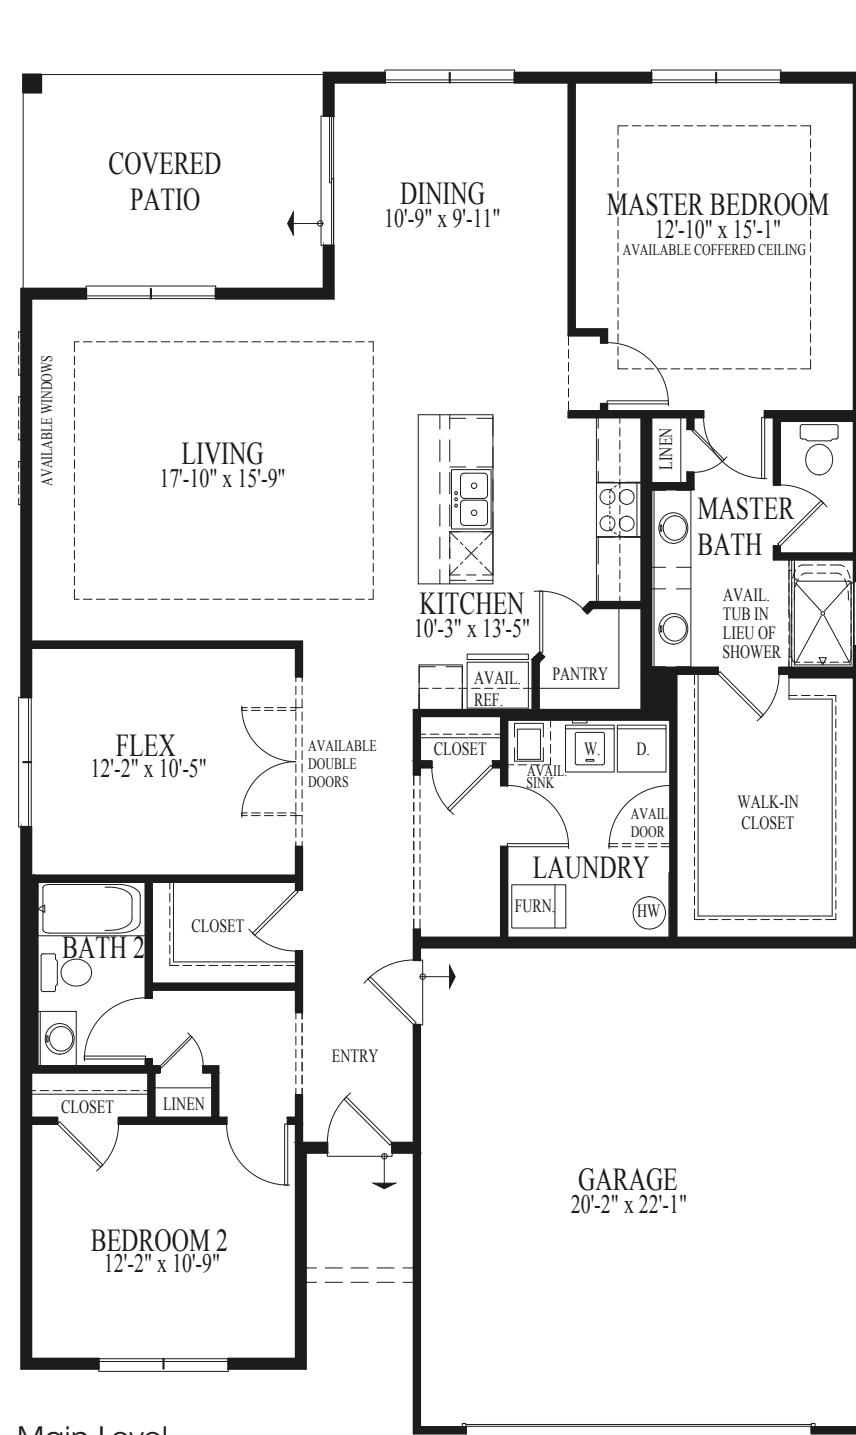 COVERED
PATIO
DINING
10'-9" x 9'-11"
MASTER BEDROOM
12'-10" x 15'-1"
AVAILABLE COFFERED CEILING
AVAILABLE WINDOWS
LIVING
17'-10" x 15'-9"
LINEN
MASTER
BATH
AVAIL.
TUB IN
LIEU OF
SHOWER
KITCHEN
10'-3" x 13'-5"
PANTRY
AVAIL.
REF.
FLEX
12'-2" x 10'-5"
AVAILABLE
DOUBLE
DOORS
CLOSET
AVAIL.
SINK
W.
D.
AVAIL
DOOR
WALK-IN
CLOSET
LAUNDRY
FURN.
HW
CLOSET
BATH 2
ENTRY
CLOSET
LINEN
GARAGE
20'-2" x 22'-1"
BEDROOM 2
12'-2" x 10'-9"
Main Level